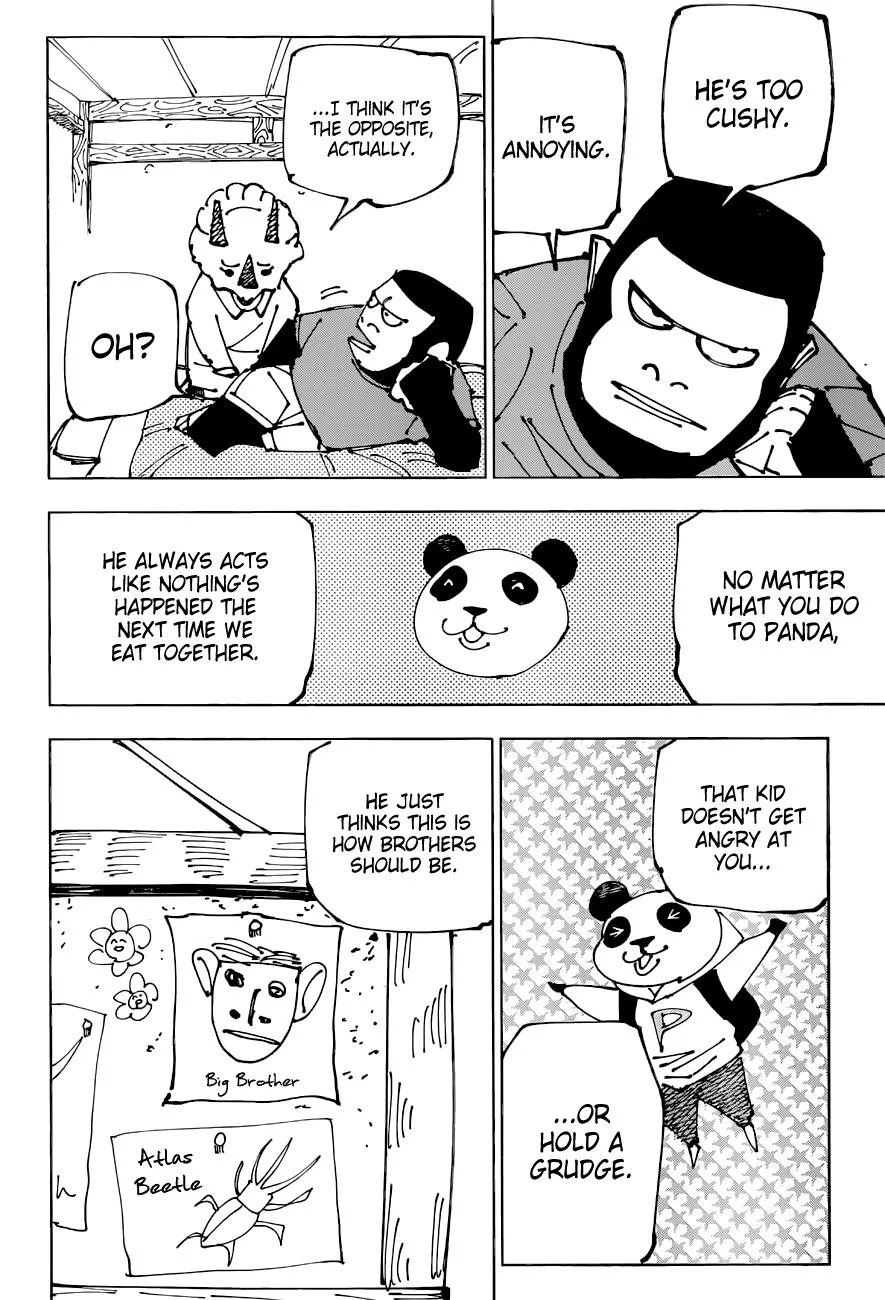 HE'S TOO
CUSHY.
IT'S
ANNOYING.
...I THINK IT'S
THE OPPOSITE,
ACTUALLY.
OH?
NO MATTER
WHAT YOU DO
TO PANDA,
HE ALWAYS ACTS
LIKE NOTHING'S
HAPPENED THE
NEXT TIME WE
EAT TOGETHER.
THAT KID
DOESN'T GET
ANGRY AT
YOU...
P
...OR
HOLD A
GRUDGE.
HE JUST
THINKS THIS IS
HOW BROTHERS
SHOULD BE.
Big Brother
Atlas
Beetle
h